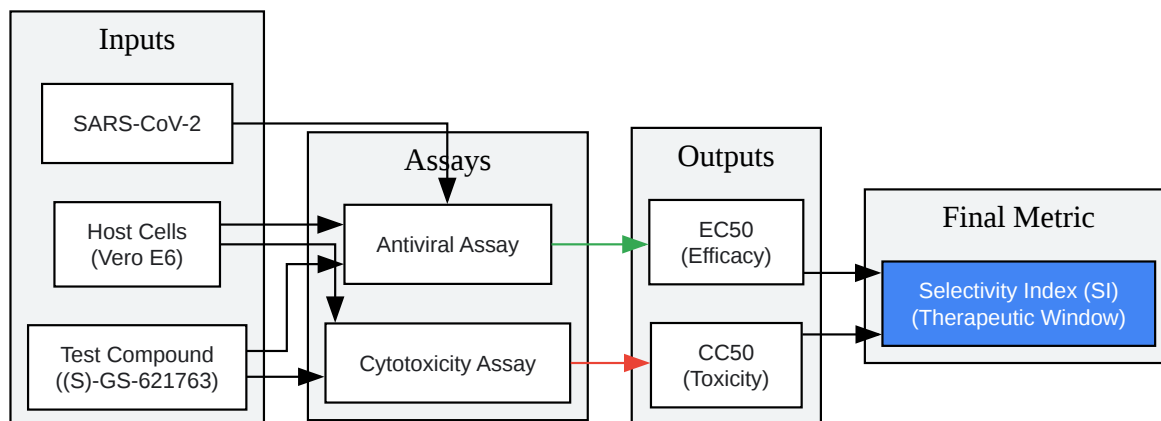 Inputs
SARS-CoV-2
Host Cells
(Vero E6)
Test Compound
((S)-GS-621763)
Assays
Antiviral Assay
Cytotoxicity Assay
Outputs
EC50
(Efficacy)
CC50
(Toxicity)
Final Metric
Selectivity Index (SI)
(Therapeutic Window)